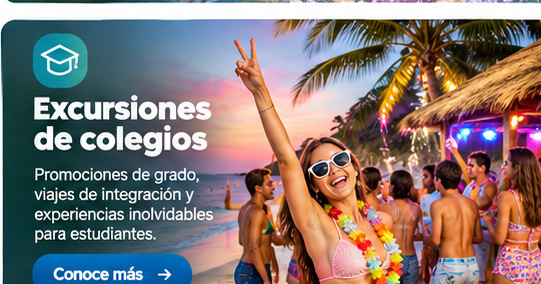 Excursiones
de colegios
Promociones de grado,
viajes de integración y
experiencias inolvidables
para estudiantes.
Conoce más →